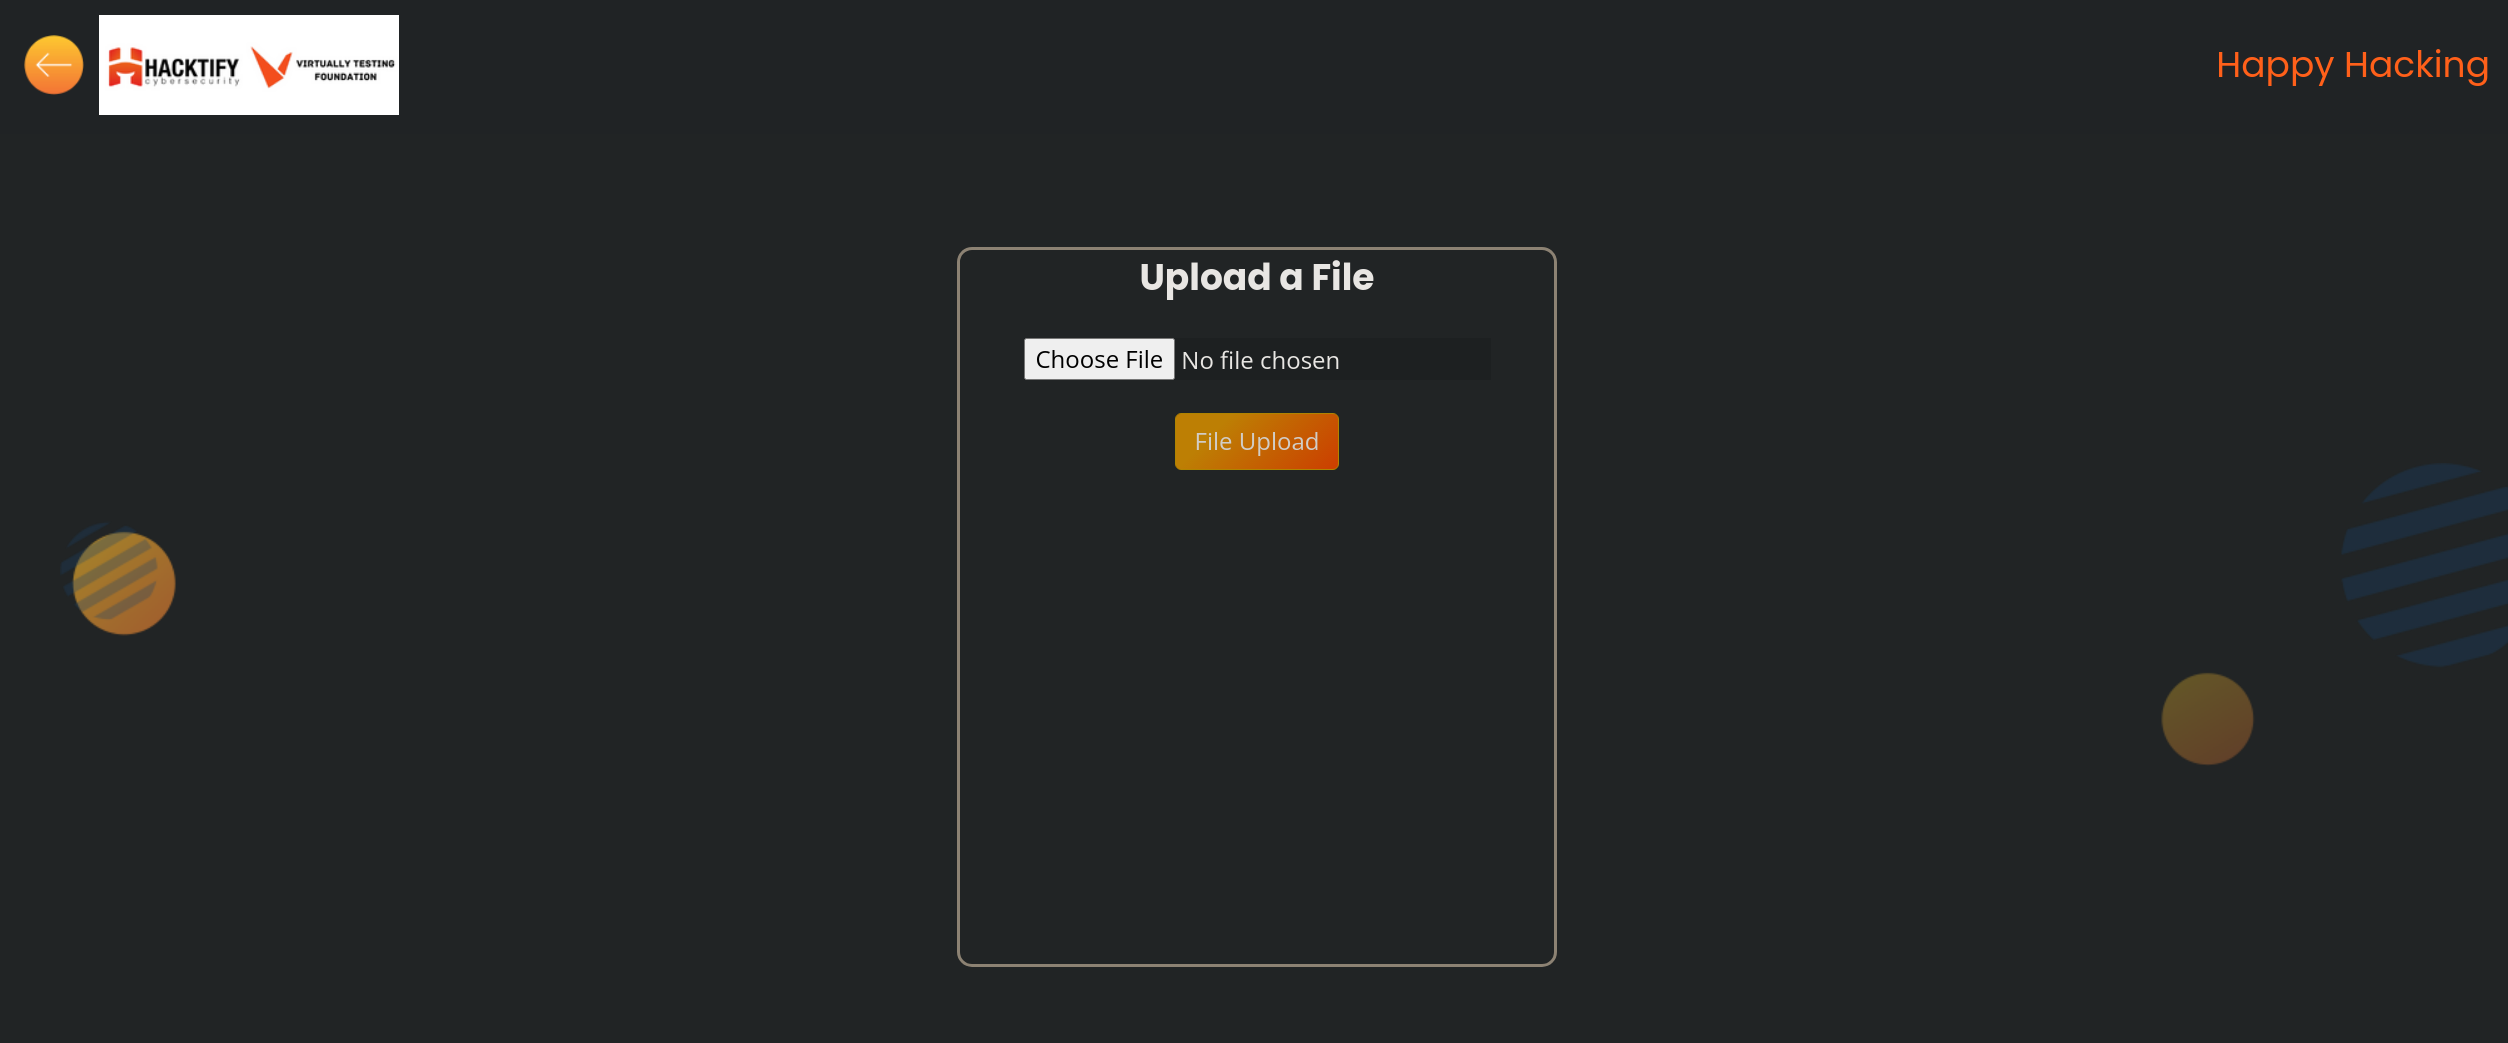 HACKTIFY
cybersecurity
VIRTUALLY TESTING
FOUNDATION
Happy Hacking
Upload a File
Choose File No file chosen
File Upload